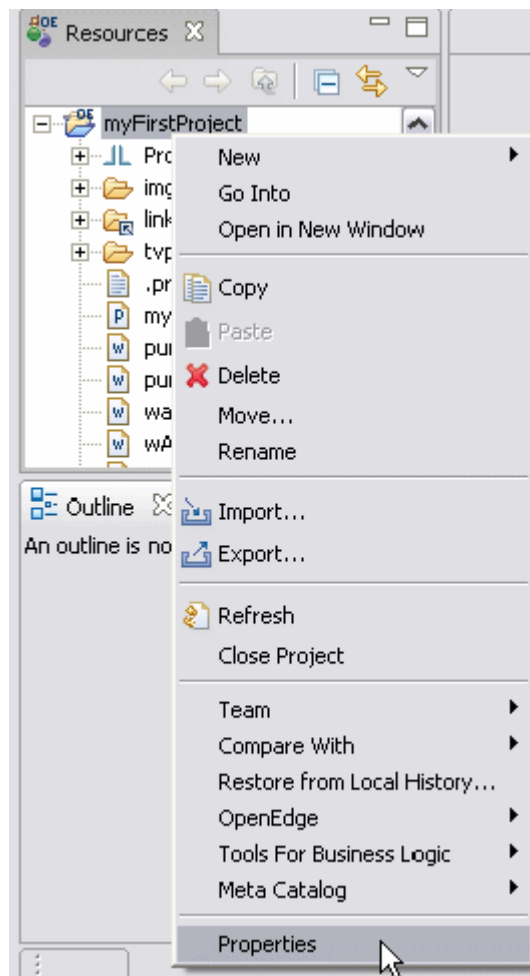 Resources
myFirstProject
New
Go Into
Open in New Window
Copy
Paste
Delete
Move...
Rename
Import...
Export...
Refresh
Close Project
Team
Compare With
Restore from Local History...
OpenEdge
Tools For Business Logic
Meta Catalog
Properties
Outline
An outline is no